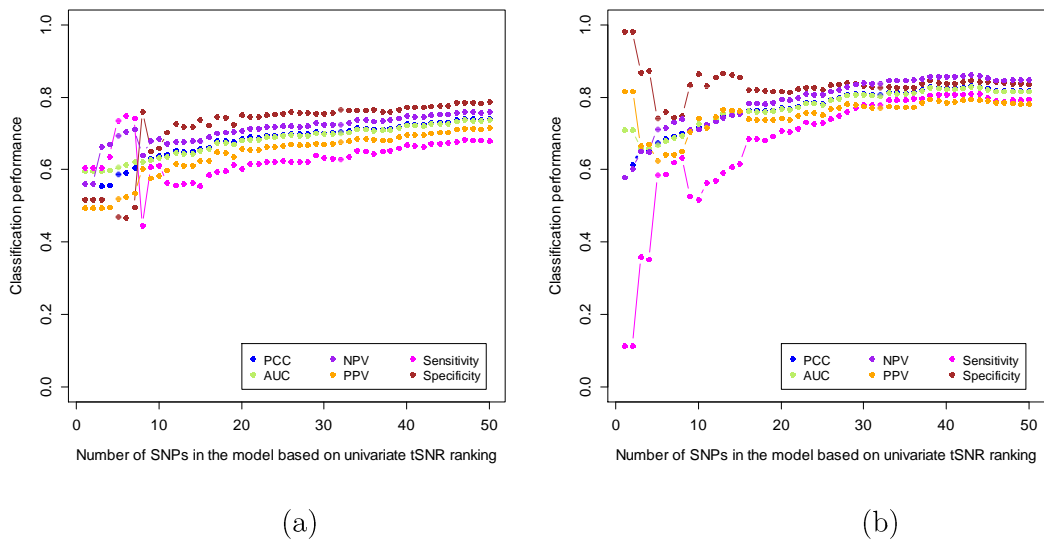 1.0
0.8
0.6
0.4
0.2
0.0
Classification performance
PCC NPV Sensitivity
AUC PPV Specificity
0 10 20 30 40 50
Number of SNPs in the model based on univariate tSNR ranking
(a)
1.0
0.8
0.6
0.4
0.2
0.0
Classification performance
PCC NPV Sensitivity
AUC PPV Specificity
0 10 20 30 40 50
Number of SNPs in the model based on univariate tSNR ranking
(b)